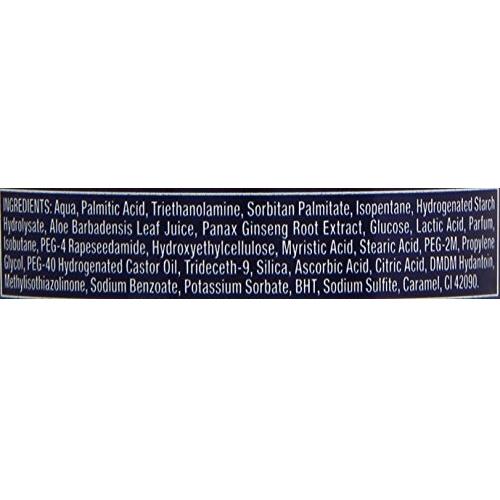 INGREDIENTS: Aqua, Palmitic Acid, Triethanolamine, Sorbitan Palmitate, Isopentane, Hydrogenated Starch
Hydrolysate, Aloe Barbadensis Leaf Juice, Panax Ginseng Root Extract, Glucose, Lactic Acid, Parfum,
Isobutane, PEG-4 Rapeseedamide, Hydroxyethylcellulose, Myristic Acid, Stearic Acid, PEG-2M, Propylene
Glycol, PEG-40 Hydrogenated Castor Oil, Trideceth-9, Silica, Ascorbic Acid, Citric Acid, DMDM Hydantoin,
Methylisothiazolinone, Sodium Benzoate, Potassium Sorbate, BHT, Sodium Sulfite, Caramel, CI 42090.